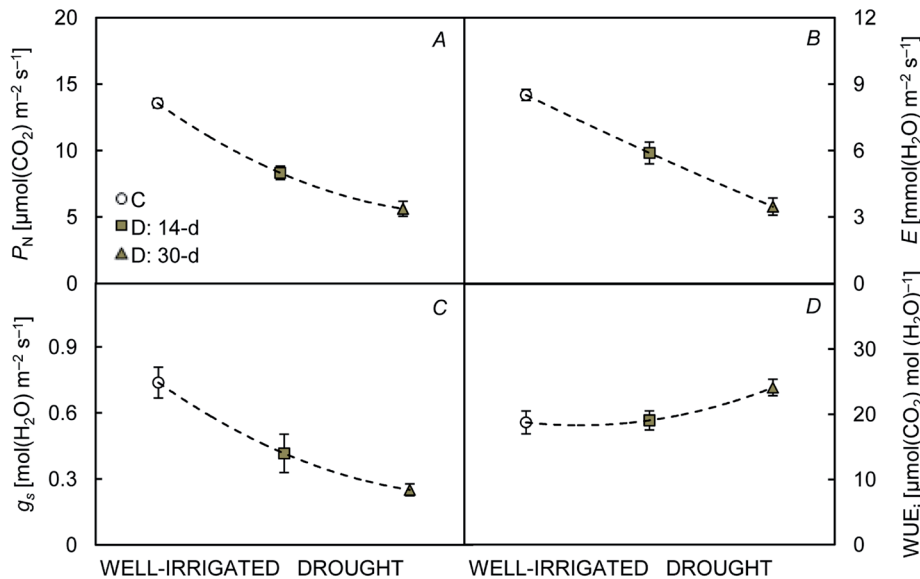 P_N [µmol(CO₂) m⁻² s⁻¹]
20
15
10
5
0
A
C
D: 14-d
D: 30-d
B
12
9
6
3
0
E [mmol(H₂O) m⁻² s⁻¹]
g_s [mol(H₂O) m⁻² s⁻¹]
0.9
0.6
0.3
0
C
D
30
20
10
0
WUEᵢ [µmol(CO₂) mol (H₂O)⁻¹]
WELL-IRRIGATED DROUGHT
WELL-IRRIGATED DROUGHT